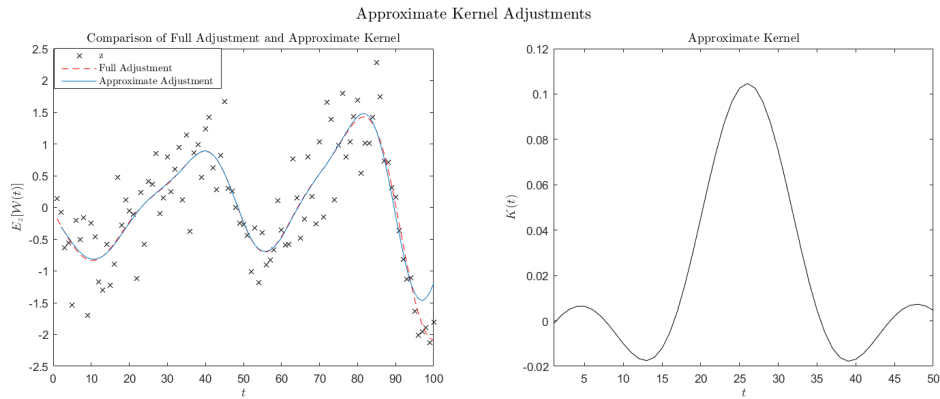 Approximate Kernel Adjustments
Comparison of Full Adjustment and Approximate Kernel
z
Full Adjustment
Approximate Adjustment
2.5
2
1.5
1
0.5
0
-0.5
-1
-1.5
-2
-2.5
E_z[𝒲(t)]
0 10 20 30 40 50 60 70 80 90 100
t
Approximate Kernel
0.12
0.1
0.08
0.06
0.04
0.02
0
-0.02
K(t)
5 10 15 20 25 30 35 40 45 50
t